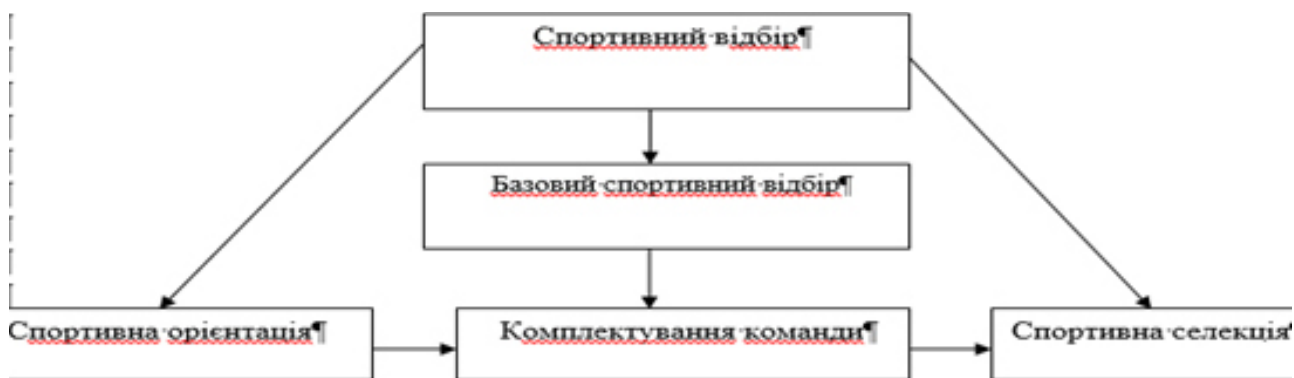 Спортивний·відбір¶
Базовий·спортивний·відбір¶
Спортивна·орієнтація¶
Комплектування·команди¶
Спортивна·селекція¶